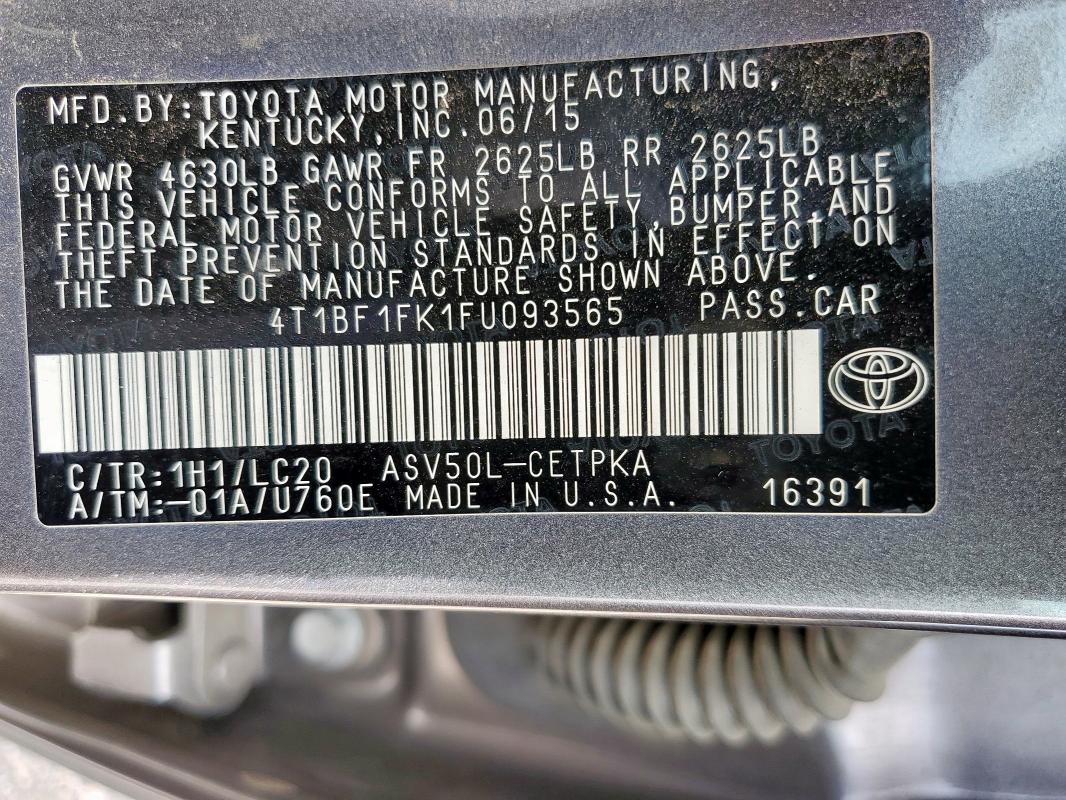 MFD.BY:TOYOTA MOTOR MANUFACTURING,
KENTUCKY,INC.06/15
GVWR 4630LB GAWR FR 2625LB RR 2625LB
THIS VEHICLE CONFORMS TO ALL APPLICABLE
FEDERAL MOTOR VEHICLE SAFETY,BUMPER,AND
THEFT PREVENTION STANDARDS IN EFFECT ON
THE DATE OF MANUFACTURE SHOWN ABOVE.
4T1BF1FK1FU093565 PASS.CAR
TOYOTA
C/TR:1H1/LC20 ASV50L-CETPKA
A/TM:-01A/U760E MADE IN U.S.A. 16391